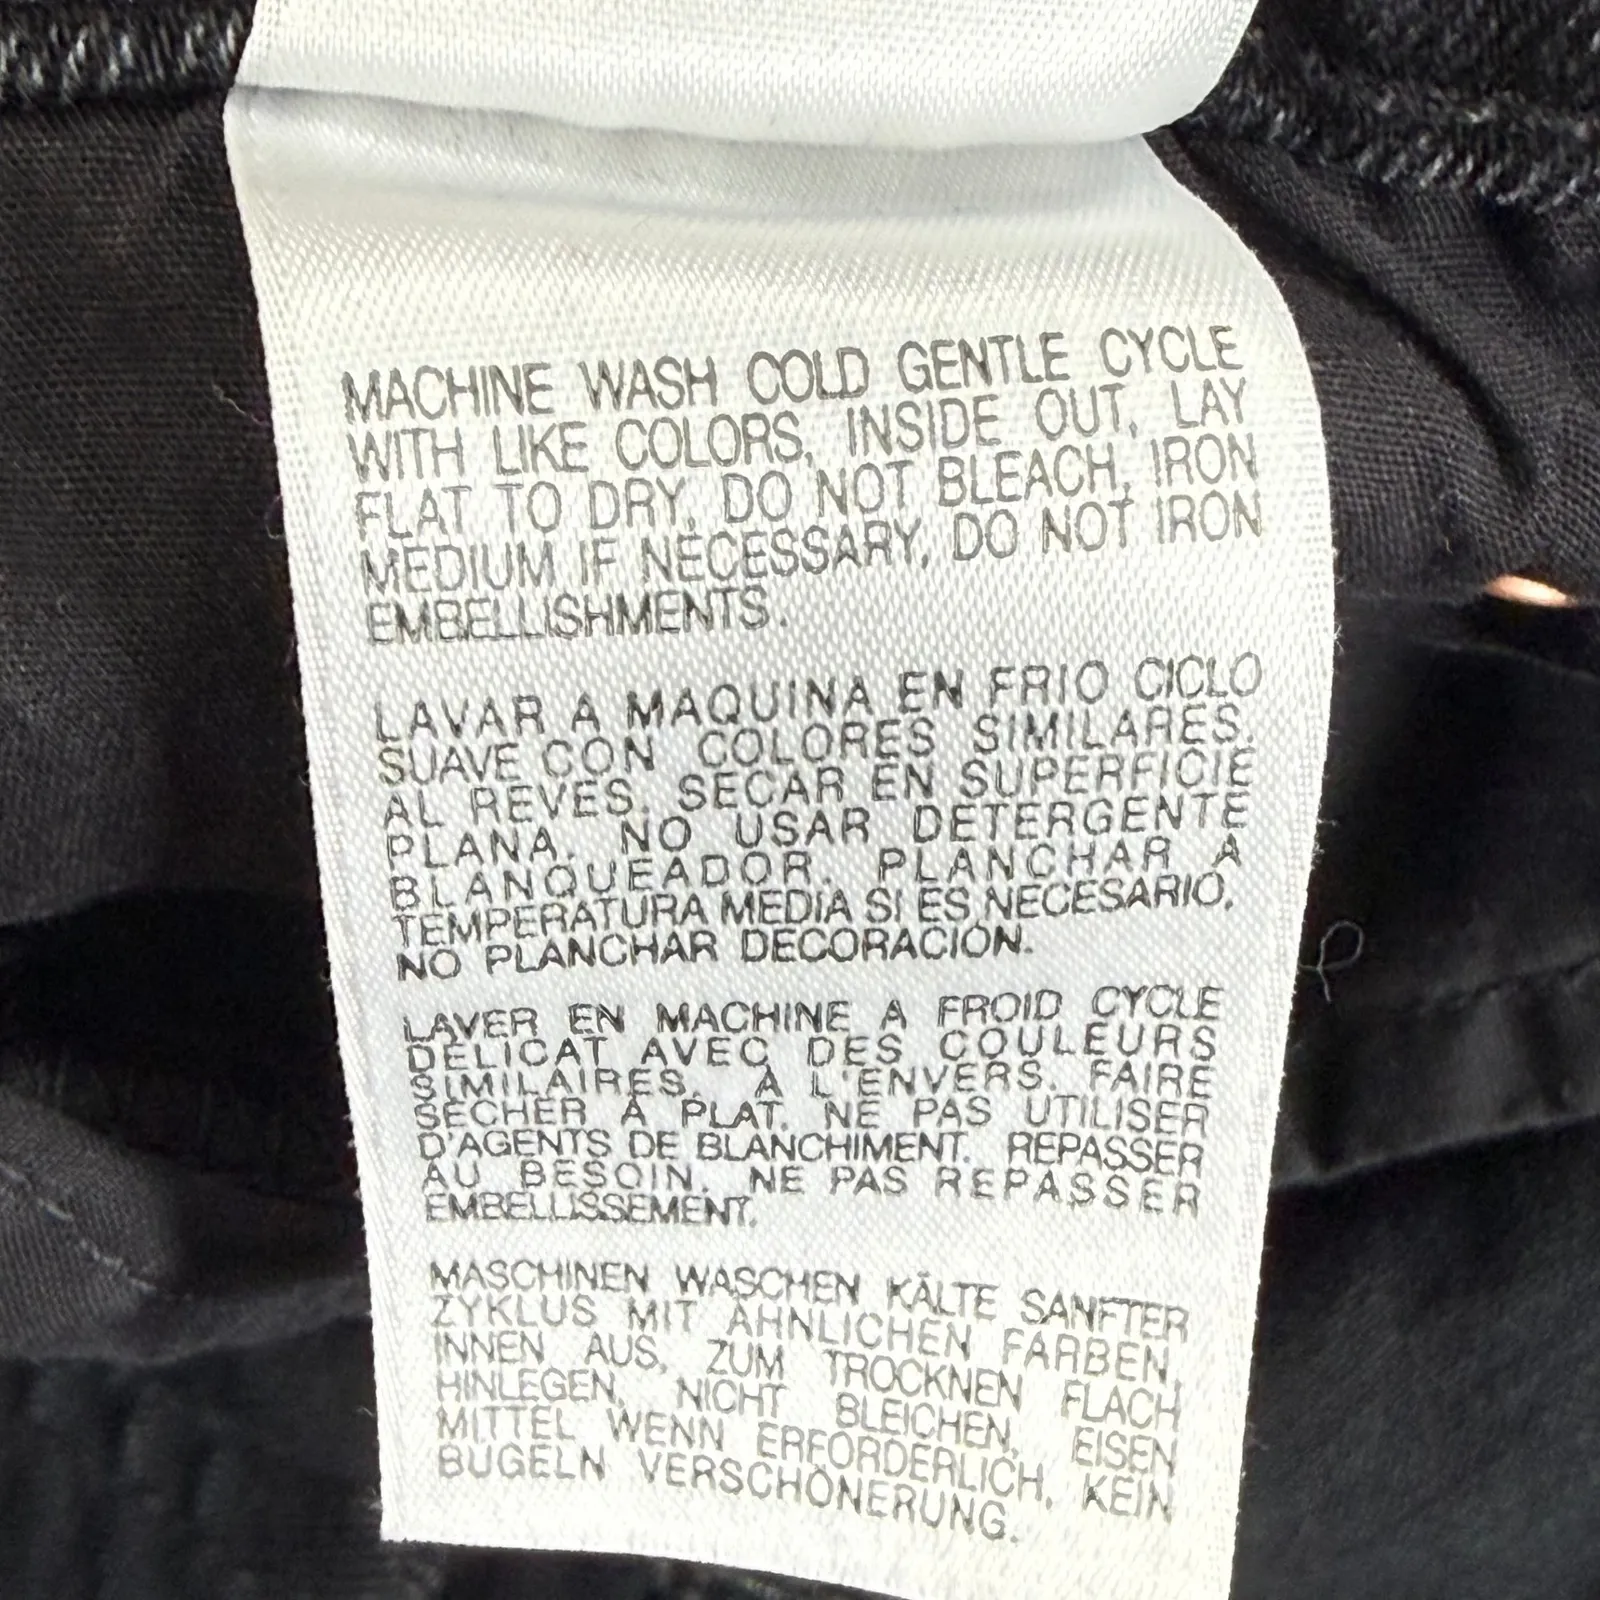 MACHINE WASH COLD GENTLE CYCLE
WITH LIKE COLORS, INSIDE OUT, LAY
FLAT TO DRY, DO NOT BLEACH, IRON
MEDIUM IF NECESSARY, DO NOT IRON
EMBELLISHMENTS.
LAVAR A MAQUINA EN FRIO CICLO
SUAVE CON COLORES SIMILARES.
AL REVES. SECAR EN SUPERFICIE
PLANA. NO USAR DETERGENTE
BLANQUEADOR. PLANCHAR A
TEMPERATURA MEDIA SI ES NECESARIO.
NO PLANCHAR DECORACIÓN.
LAVER EN MACHINE A FROID CYCLE
DÉLICAT AVEC DES COULEURS
SIMILAIRES. À L'ENVERS. FAIRE
SÉCHER À PLAT. NE PAS UTILISER
D'AGENTS DE BLANCHIMENT. REPASSER
AU BESOIN. NE PAS REPASSER
EMBELLISSEMENT.
MASCHINEN WASCHEN KÄLTE SANFTER
ZYKLUS MIT ÄHNLICHEN FARBEN,
INNEN AUS, ZUM TROCKNEN FLACH
HINLEGEN, NICHT BLEICHEN, EISEN
MITTEL WENN ERFORDERLICH, KEIN
BÜGELN VERSCHÖNERUNG.